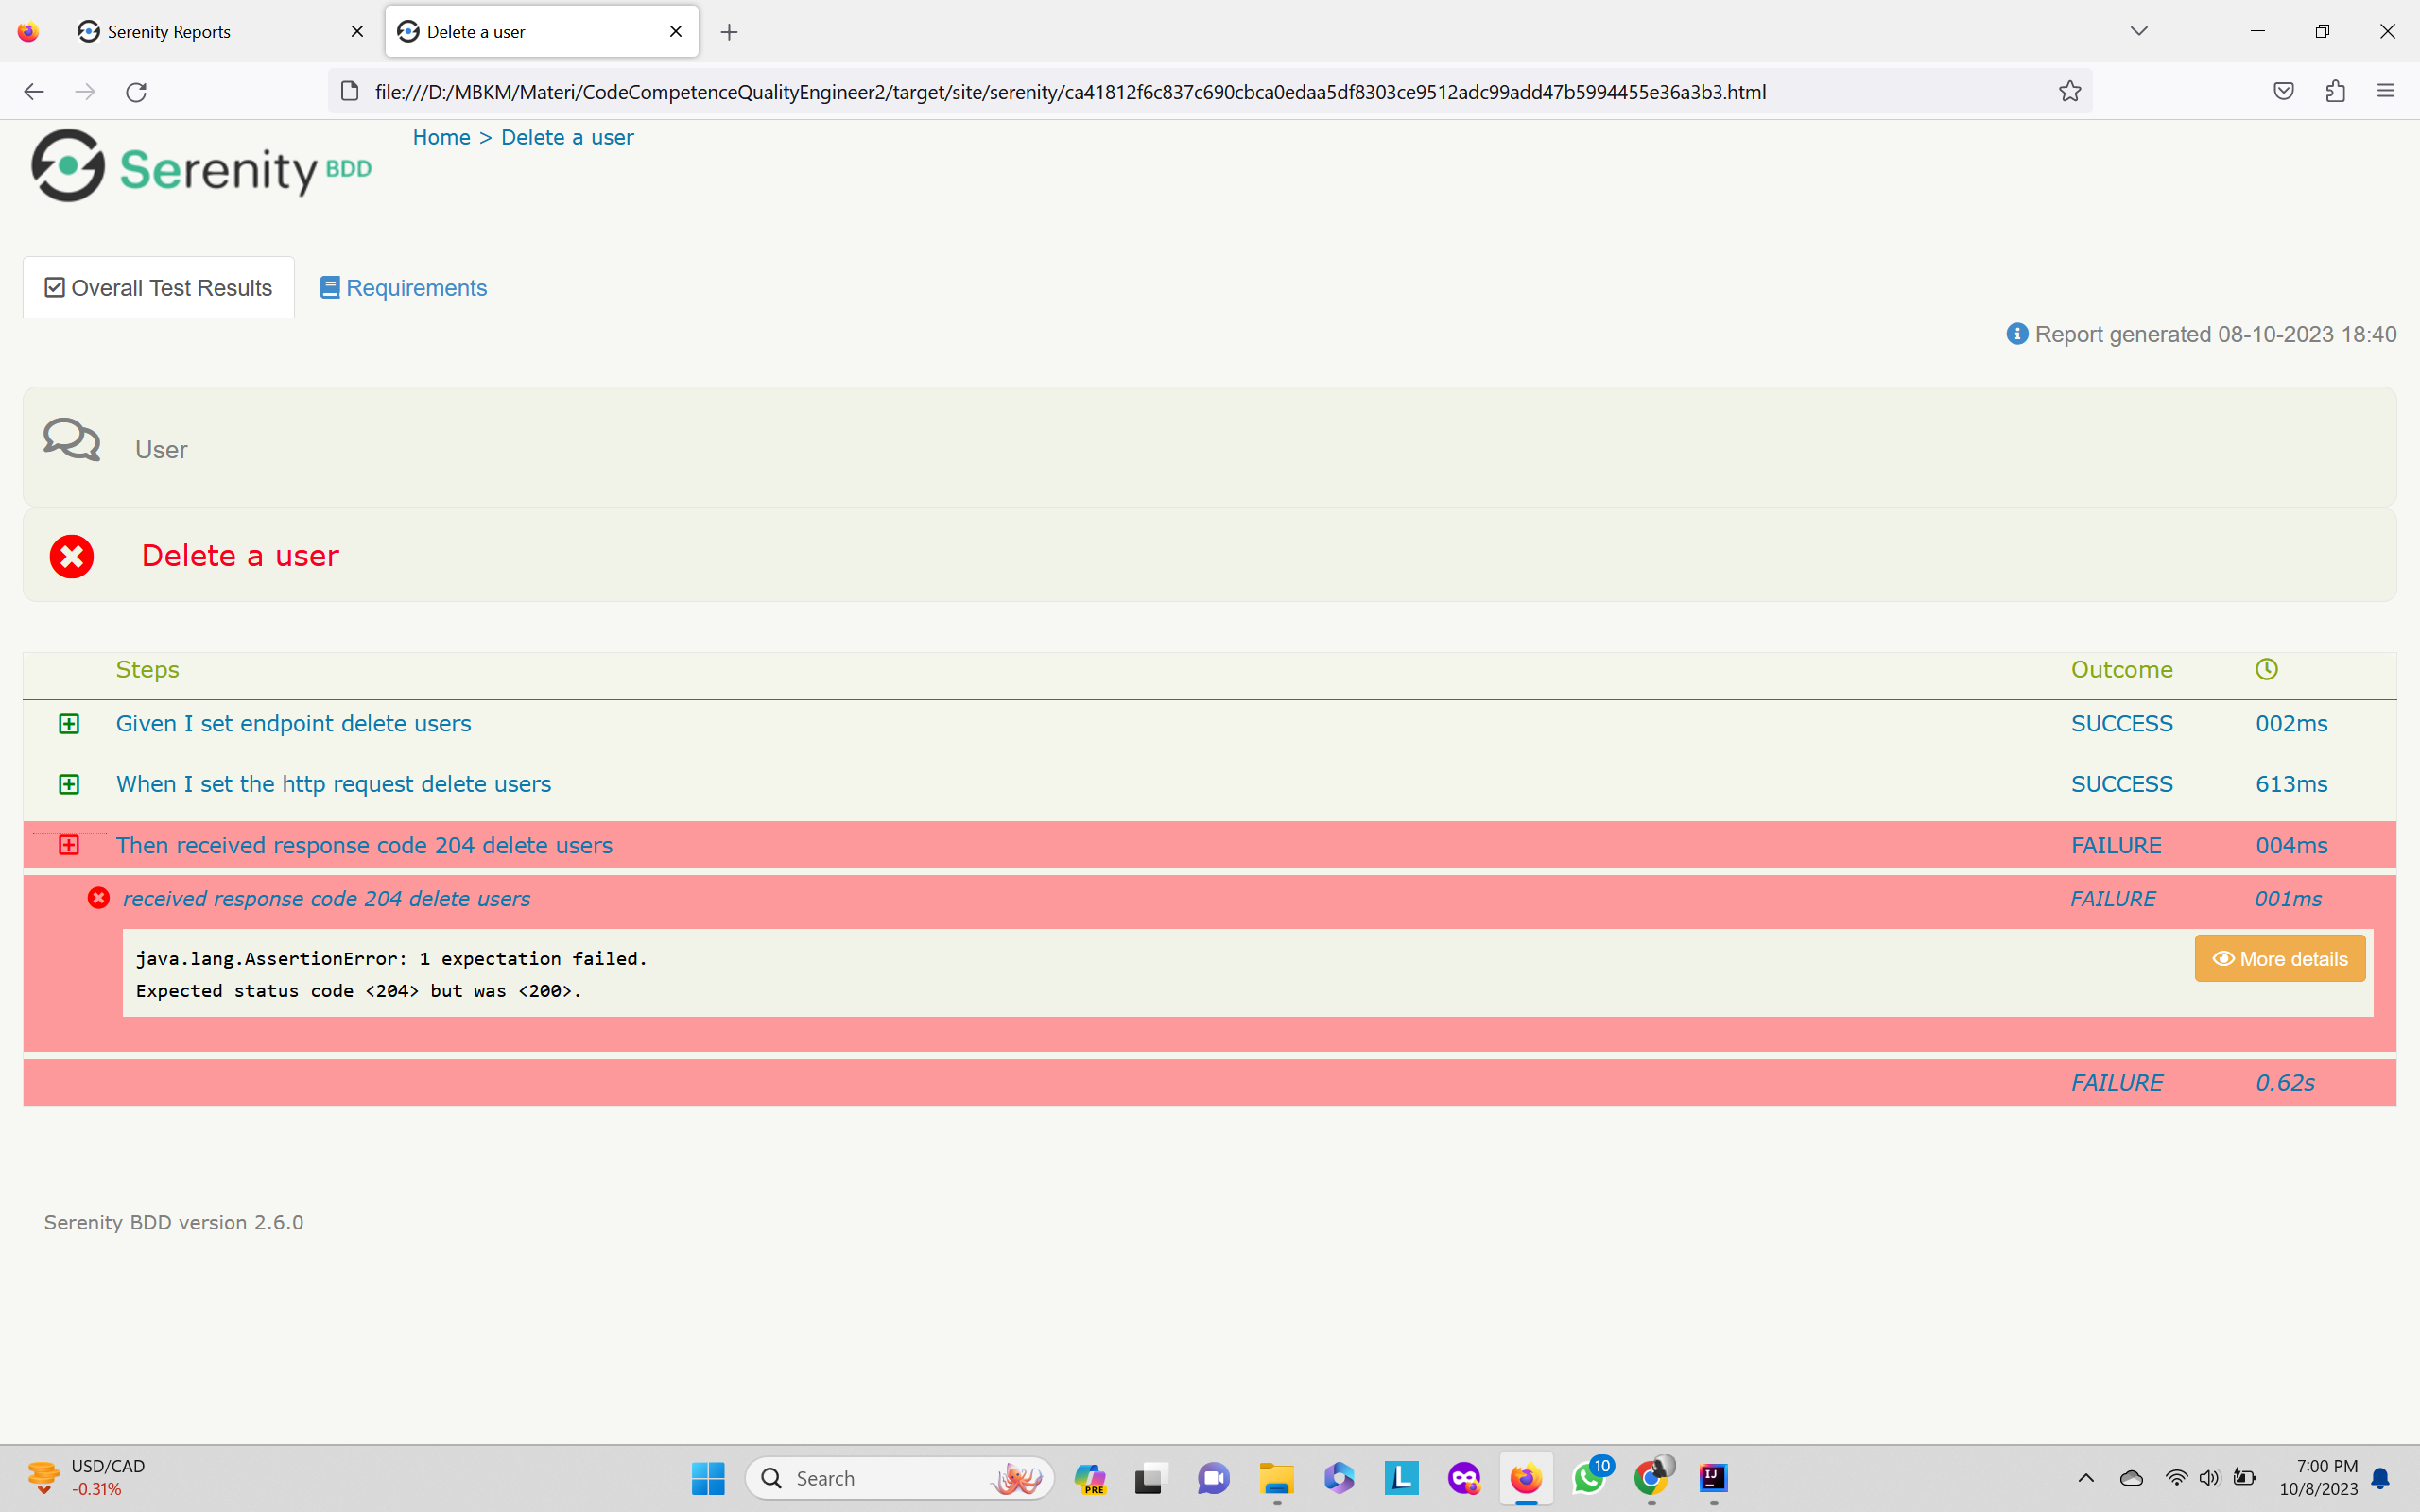 Serenity Reports
Delete a user
file:///D:/MBKM/Materi/CodeCompetenceQualityEngineer2/target/site/serenity/ca41812f6c837c690cbca0edaa5df8303ce9512adc99add47b5994455e36a3b3.html
Serenity BDD
Home > Delete a user
Overall Test Results
Requirements
Report generated 08-10-2023 18:40
User
Delete a user
Steps Outcome
Given I set endpoint delete users SUCCESS 002ms
When I set the http request delete users SUCCESS 613ms
Then received response code 204 delete users FAILURE 004ms
received response code 204 delete users FAILURE 001ms
java.lang.AssertionError: 1 expectation failed.
More details
Expected status code <204> but was <200>.
FAILURE 0.62s
Serenity BDD version 2.6.0
USD/CAD
-0.31%
Search
PRE
L
10
IJ
7:00 PM
10/8/2023